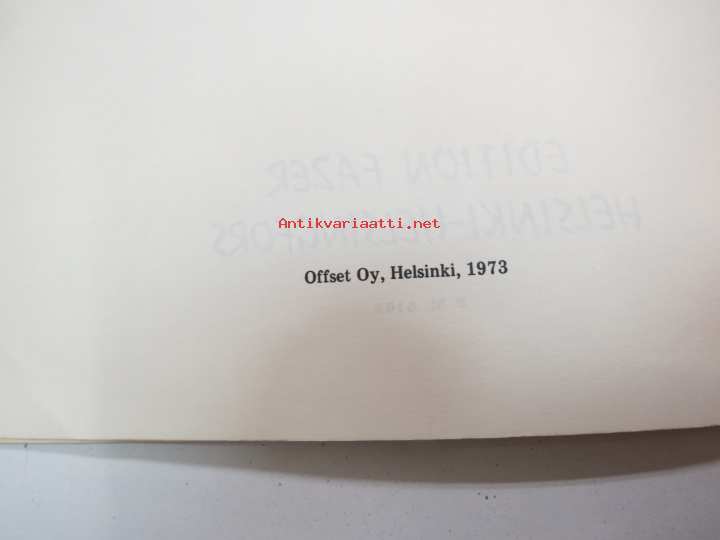 EDITION FAZER
HELSINKI-HELSINGFORS
Antikvariaatti.net
Offset Oy, Helsinki, 1973